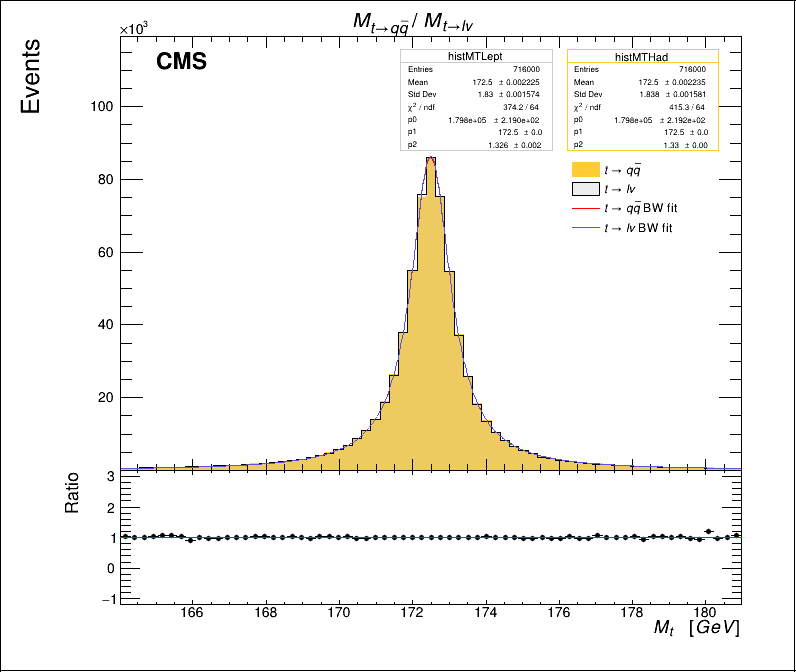 M t→qq̅ / M t→lν
×10³
Events
CMS
histMTLept
Entries 716000
Mean 172.5 ± 0.002225
Std Dev 1.83 ± 0.001574
χ² / ndf 374.2 / 64
p0 1.798e+05 ± 2.190e+02
p1 172.5 ± 0.0
p2 1.326 ± 0.002
histMTHad
Entries 716000
Mean 172.5 ± 0.002235
Std Dev 1.838 ± 0.001581
χ² / ndf 415.3 / 64
p0 1.798e+05 ± 2.192e+02
p1 172.5 ± 0.0
p2 1.33 ± 0.00
t → qq̅
t → lν
t → qq̅ BW fit
t → lν BW fit
100
80
60
40
20
Ratio
3
2
1
0
−1
166 168 170 172 174 176 178 180
M t [GeV]